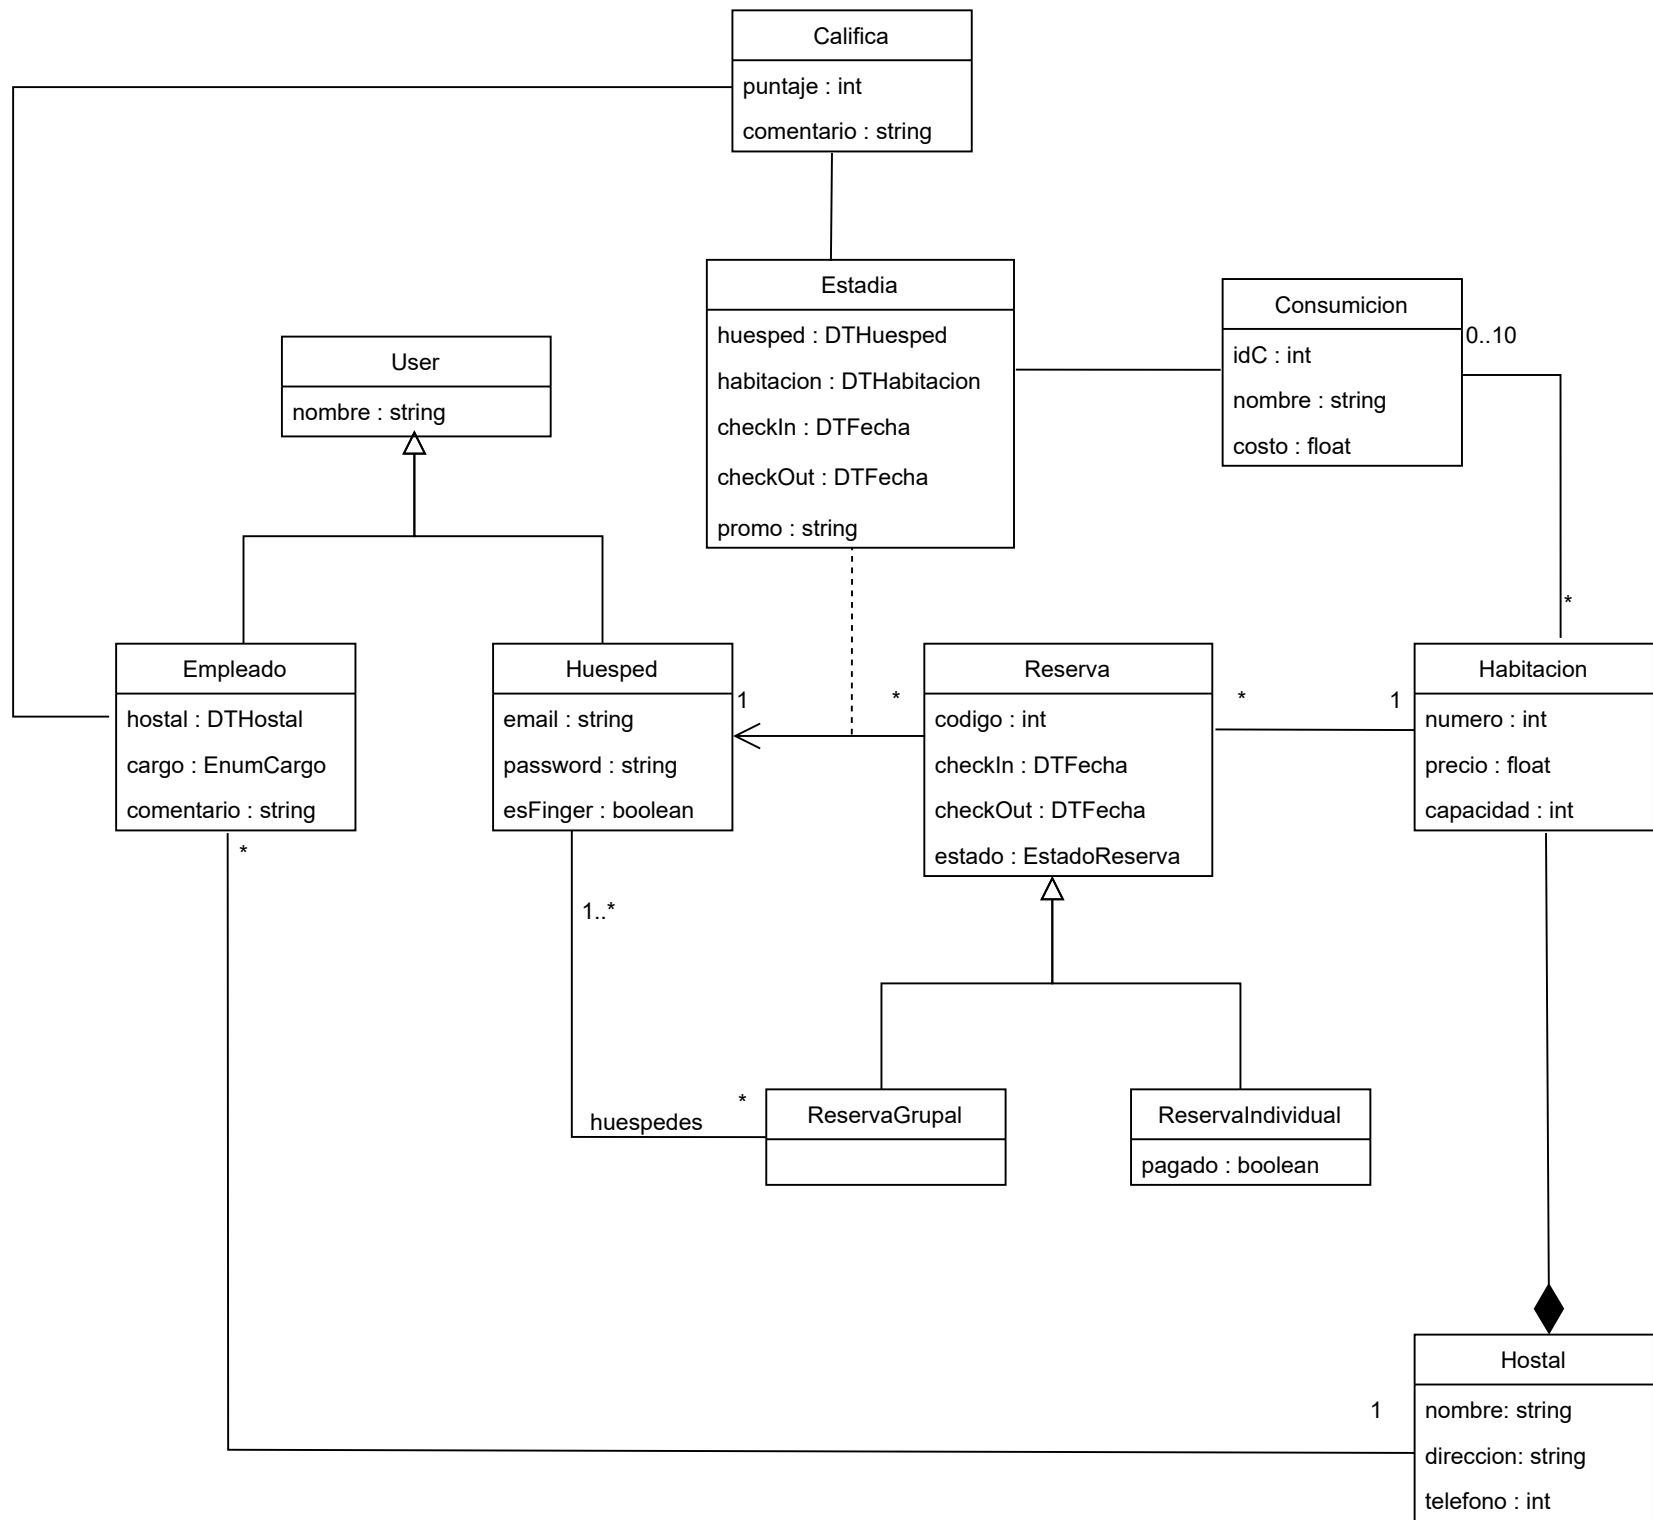 Califica
puntaje : int
comentario : string
Estadia
huesped : DTHuesped
habitacion : DTHabitacion
checkIn : DTFecha
checkOut : DTFecha
promo : string
Consumicion
idC : int
nombre : string
costo : float
0..10
*
User
nombre : string
Empleado
hostal : DTHostal
cargo : EnumCargo
comentario : string
*
Huesped
email : string
password : string
esFinger : boolean
1
*
1..*
Reserva
codigo : int
checkIn : DTFecha
checkOut : DTFecha
estado : EstadoReserva
*
1
Habitacion
numero : int
precio : float
capacidad : int
huespedes
*
ReservaGrupal
ReservaIndividual
pagado : boolean
1
Hostal
nombre: string
direccion: string
telefono : int